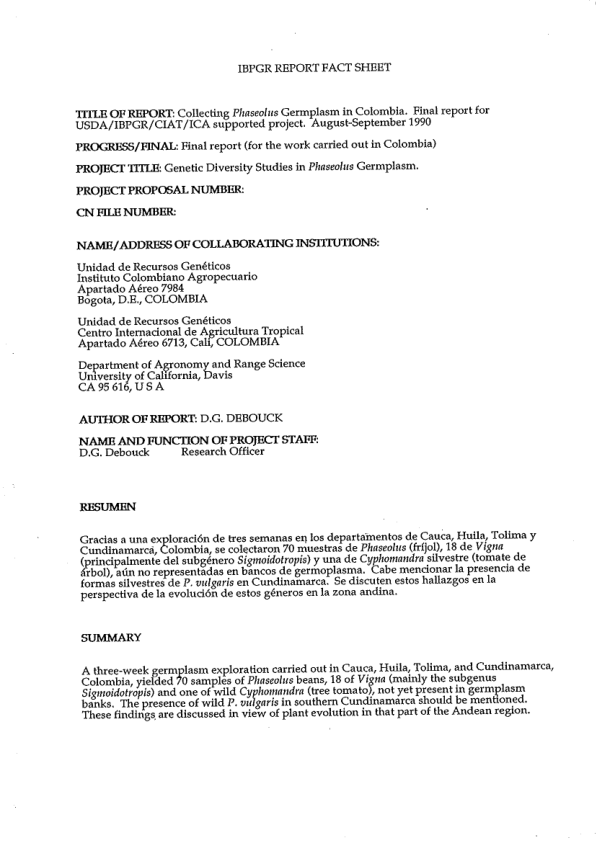 IBPGR REPORT FACT SHEET
TITLE OF REPORT: Collecting Phaseolus Germplasm in Colombia. Final report for
USDA/IBPGR/CIAT/ICA supported project. August-September 1990
PROGRESS/FINAL: Final report (for the work carried out in Colombia)
PROJECT TITLE: Genetic Diversity Studies in Phaseolus Germplasm.
PROJECT PROPOSAL NUMBER:
CN FILE NUMBER:
NAME/ADDRESS OF COLLABORATING INSTITUTIONS:
Unidad de Recursos Genéticos
Instituto Colombiano Agropecuario
Apartado Aéreo 7984
Bogota, D.E., COLOMBIA
Unidad de Recursos Genéticos
Centro Internacional de Agricultura Tropical
Apartado Aéreo 6713, Cali, COLOMBIA
Department of Agronomy and Range Science
University of California, Davis
CA 95 616, U S A
AUTHOR OF REPORT: D.G. DEBOUCK
NAME AND FUNCTION OF PROJECT STAFF:
D.G. Debouck Research Officer
RESUMEN
Gracias a una exploración de tres semanas en los departamentos de Cauca, Huila, Tolima y
Cundinamarca, Colombia, se colectaron 70 muestras de Phaseolus (fríjol), 18 de Vigna
(principalmente del subgénero Sigmoidotropis) y una de Cyphomandra silvestre (tomate de
árbol), aún no representadas en bancos de germoplasma. Cabe mencionar la presencia de
formas silvestres de P. vulgaris en Cundinamarca. Se discuten estos hallazgos en la
perspectiva de la evolución de estos géneros en la zona andina.
SUMMARY
A three-week germplasm exploration carried out in Cauca, Huila, Tolima, and Cundinamarca,
Colombia, yielded 70 samples of Phaseolus beans, 18 of Vigna (mainly the subgenus
Sigmoidotropis) and one of wild Cyphomandra (tree tomato), not yet present in germplasm
banks. The presence of wild P. vulgaris in southern Cundinamarca should be mentioned.
These findings are discussed in view of plant evolution in that part of the Andean region.